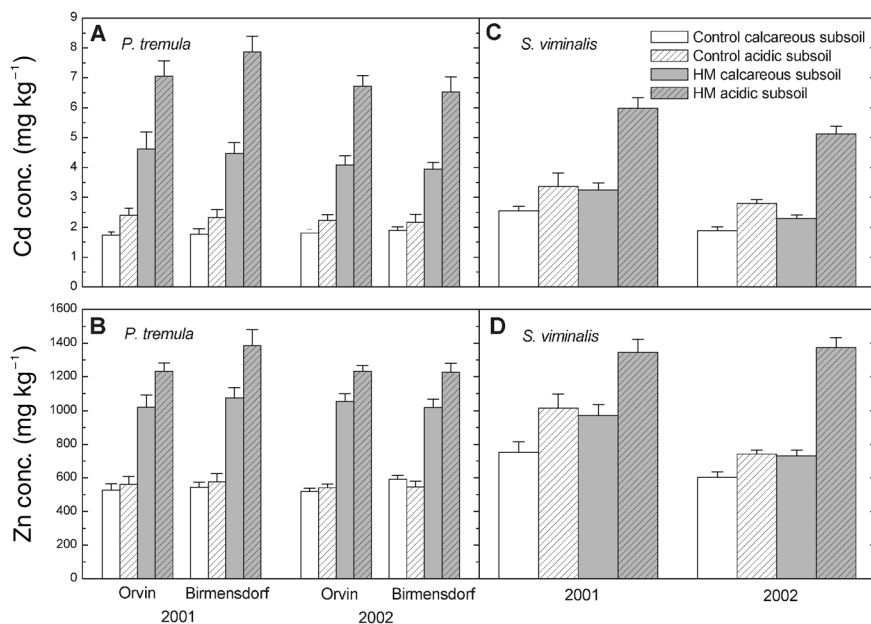 Cd conc. (mg kg⁻¹)
9
8
7
6
5
4
3
2
1
0
A
P. tremula
C
S. viminalis
Control calcareous subsoil
Control acidic subsoil
HM calcareous subsoil
HM acidic subsoil
Zn conc. (mg kg⁻¹)
1600
1400
1200
1000
800
600
400
200
0
B
P. tremula
D
S. viminalis
Orvin Birmensdorf Orvin Birmensdorf
2001 2002
2001 2002